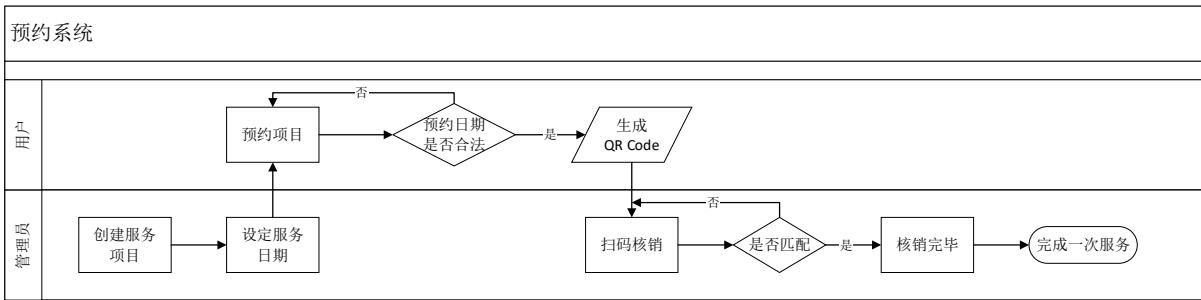 预约系统
用户
否
预约项目
预约日期
是否合法
是
生成
QR Code
管理员
创建服务
项目
设定服务
日期
否
扫码核销
是否匹配
是
核销完毕
完成一次服务